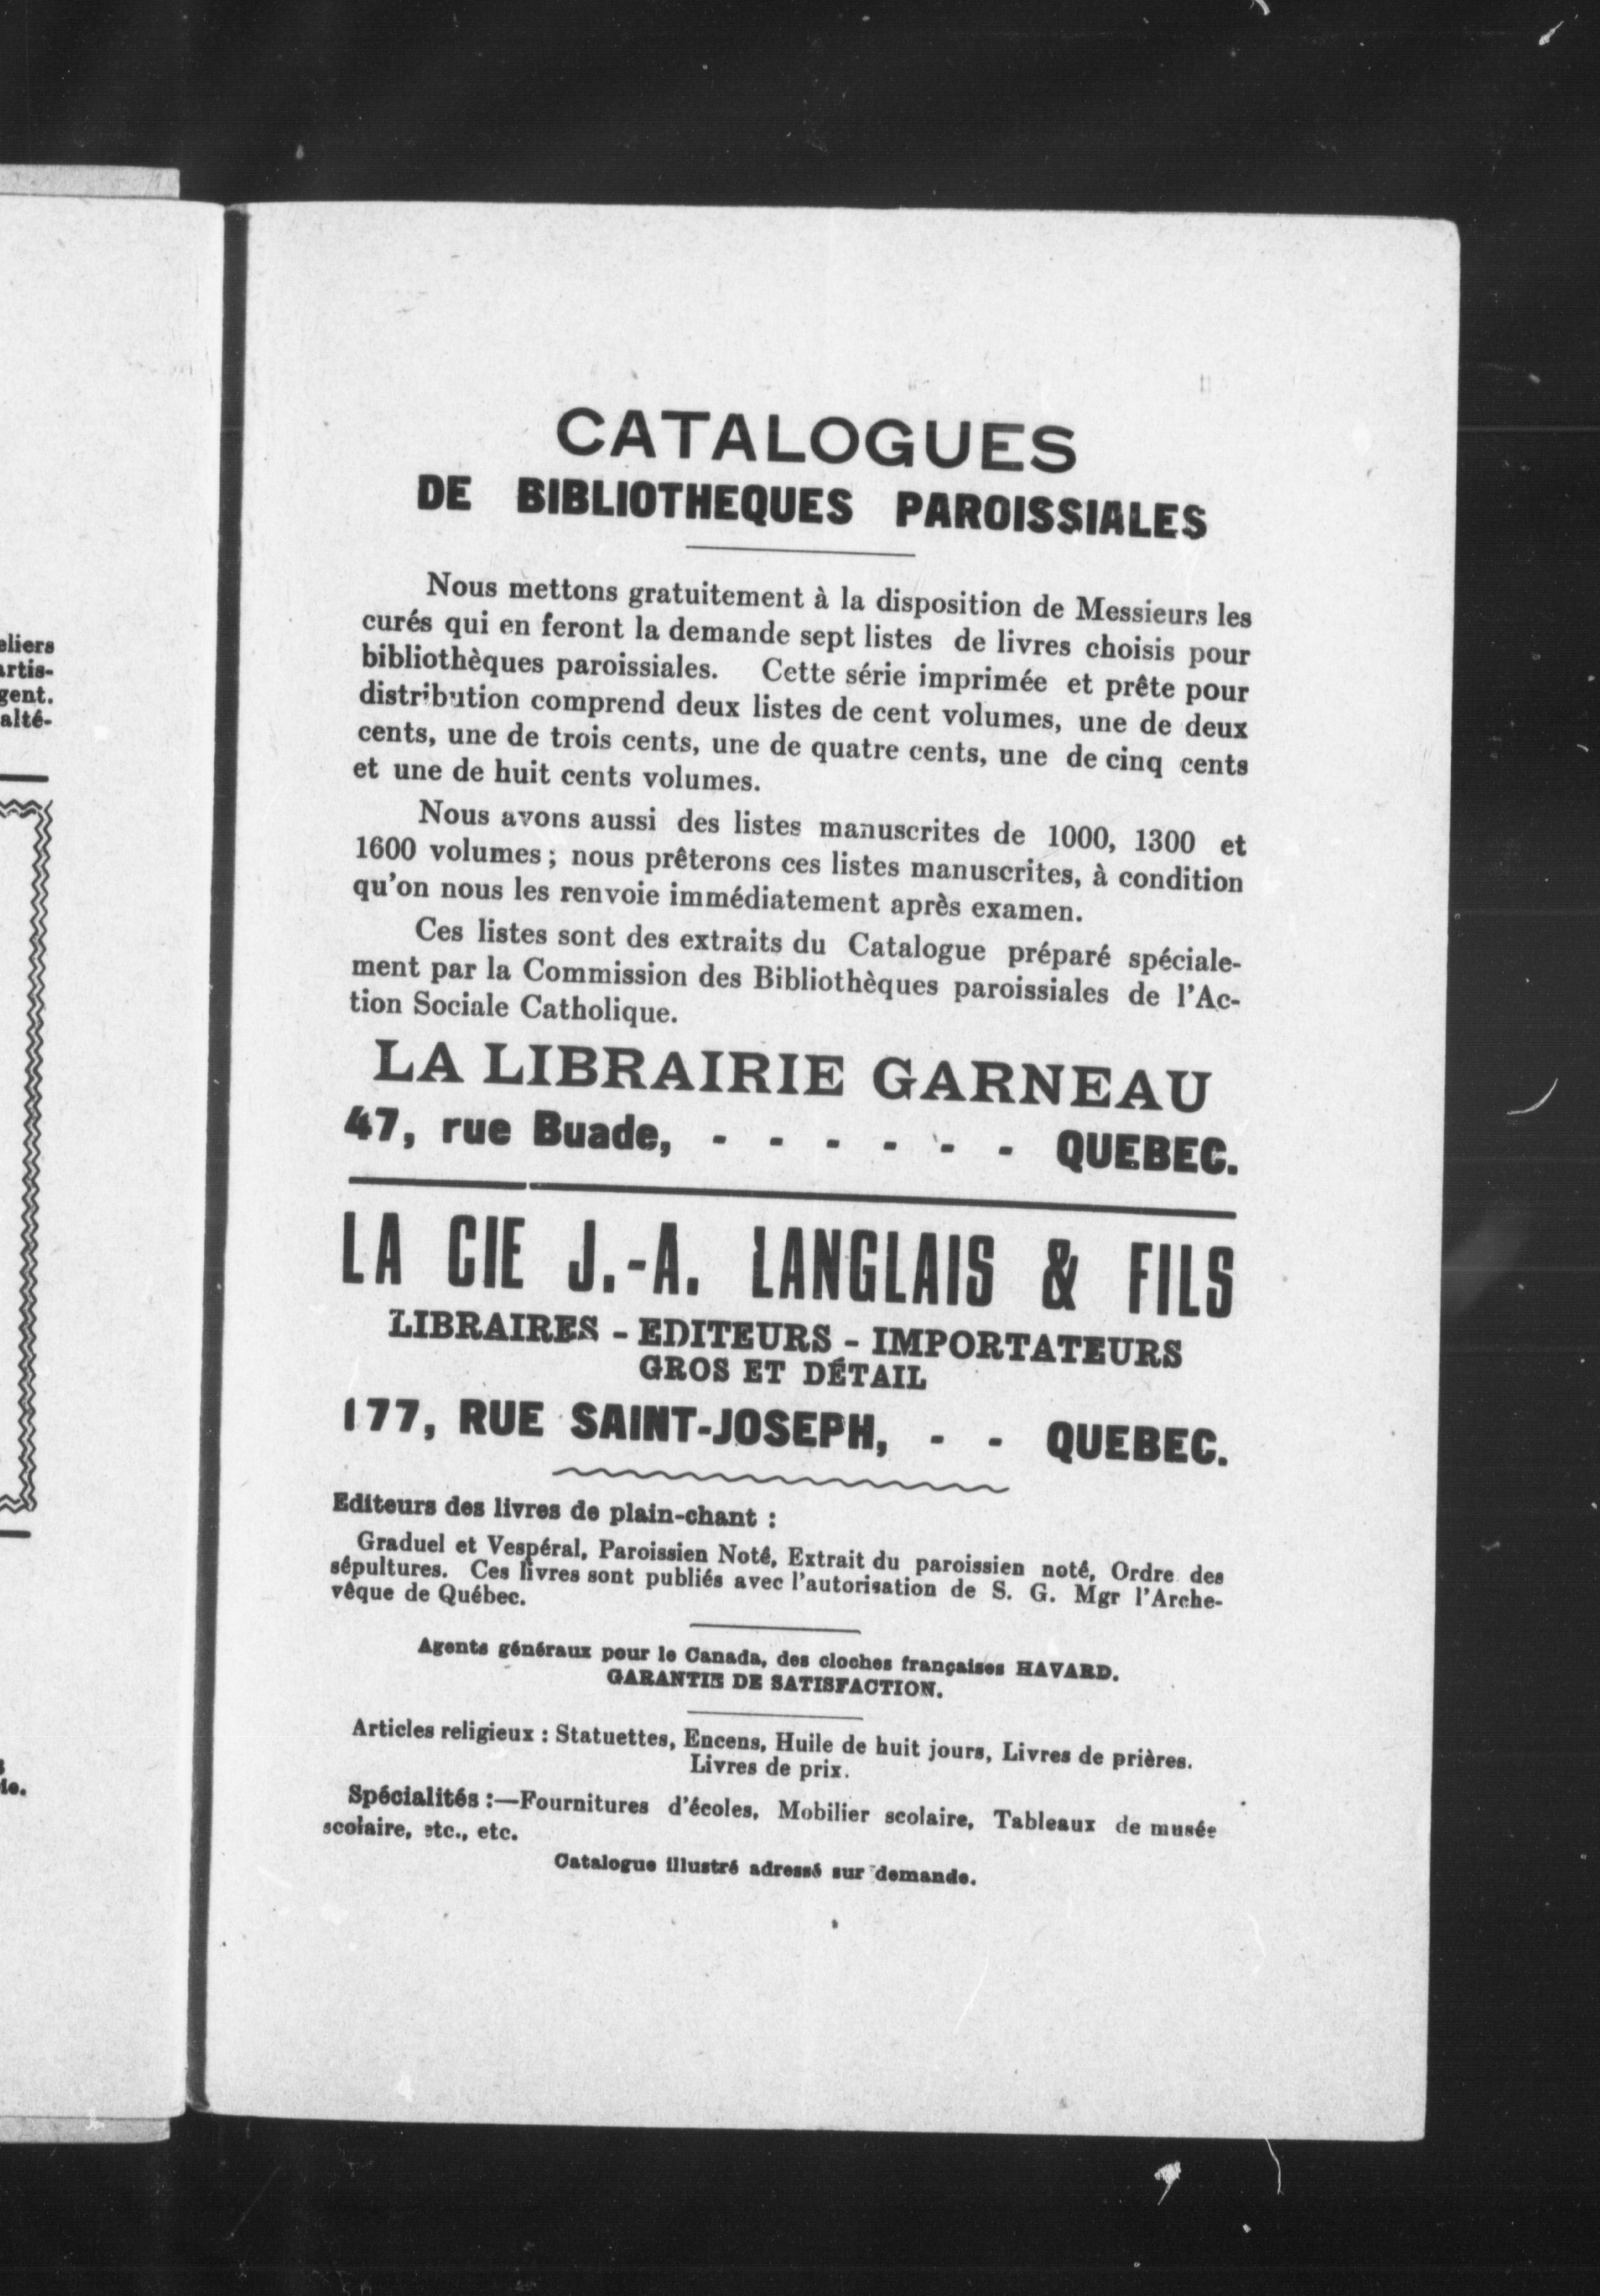 eliers
artis-
gent.
alté-
ie.
CATALOGUES
DE BIBLIOTHEQUES PAROISSIALES
Nous mettons gratuitement à la disposition de Messieurs les
curés qui en feront la demande sept listes de livres choisis pour
bibliothèques paroissiales. Cette série imprimée et prête pour
distribution comprend deux listes de cent volumes, une de deux
cents, une de trois cents, une de quatre cents, une de cinq cents
et une de huit cents volumes.
Nous avons aussi des listes manuscrites de 1000, 1300 et
1600 volumes ; nous prêterons ces listes manuscrites, à condition
qu'on nous les renvoie immédiatement après examen.
Ces listes sont des extraits du Catalogue préparé spéciale-
ment par la Commission des Bibliothèques paroissiales de l'Ac-
tion Sociale Catholique.
LA LIBRAIRIE GARNEAU
47, rue Buade, - - - - - - QUEBEC.
LA CIE J.-A. LANGLAIS & FILS
LIBRAIRES - EDITEURS - IMPORTATEURS
GROS ET DÉTAIL
177, RUE SAINT-JOSEPH, - - QUEBEC.
Editeurs des livres de plain-chant :
Graduel et Vespéral, Paroissien Noté, Extrait du paroissien noté, Ordre des
sépultures. Ces livres sont publiés avec l'autorisation de S. G. Mgr l'Arche-
vêque de Québec.
Agents généraux pour le Canada, des cloches françaises HAVARD.
GARANTIE DE SATISFACTION.
Articles religieux : Statuettes, Encens, Huile de huit jours, Livres de prières.
Livres de prix.
Spécialités :—Fournitures d'écoles, Mobilier scolaire, Tableaux de musée
scolaire, etc., etc.
Catalogue illustré adressé sur demande.